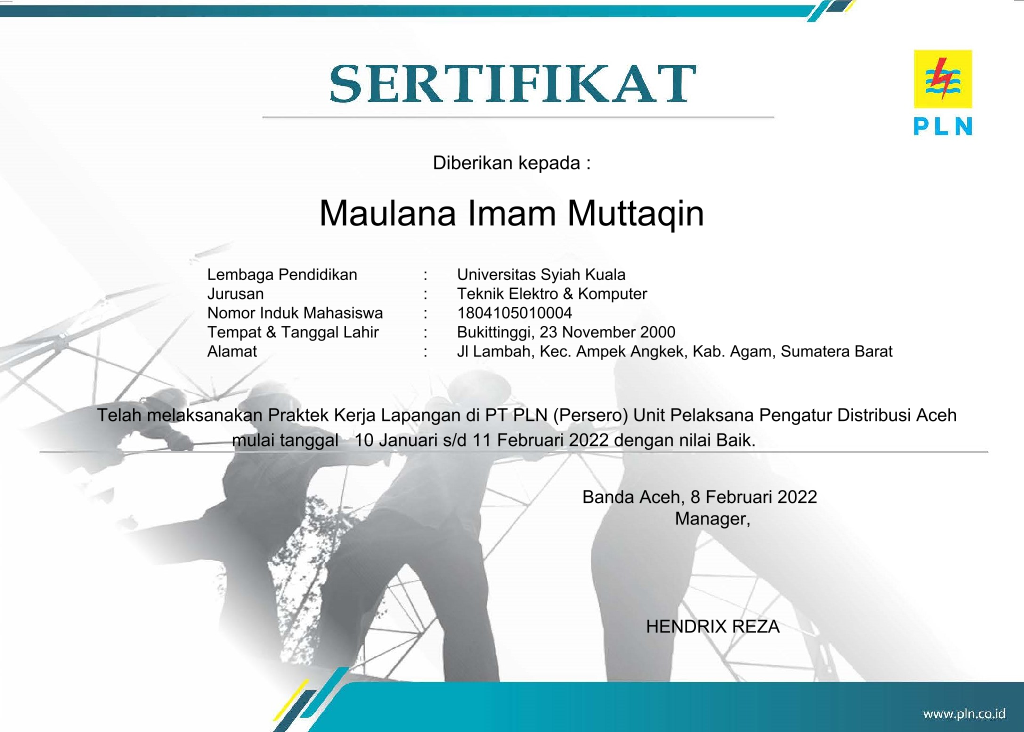 SERTIFIKAT
PLN
Diberikan kepada :
Maulana Imam Muttaqin
Lembaga Pendidikan : Universitas Syiah Kuala
Jurusan : Teknik Elektro & Komputer
Nomor Induk Mahasiswa : 1804105010004
Tempat & Tanggal Lahir : Bukittinggi, 23 November 2000
Alamat : Jl Lambah, Kec. Ampek Angkek, Kab. Agam, Sumatera Barat
Telah melaksanakan Praktek Kerja Lapangan di PT PLN (Persero) Unit Pelaksana Pengatur Distribusi Aceh
mulai tanggal 10 Januari s/d 11 Februari 2022 dengan nilai Baik.
Banda Aceh, 8 Februari 2022
Manager,
HENDRIX REZA
www.pln.co.id